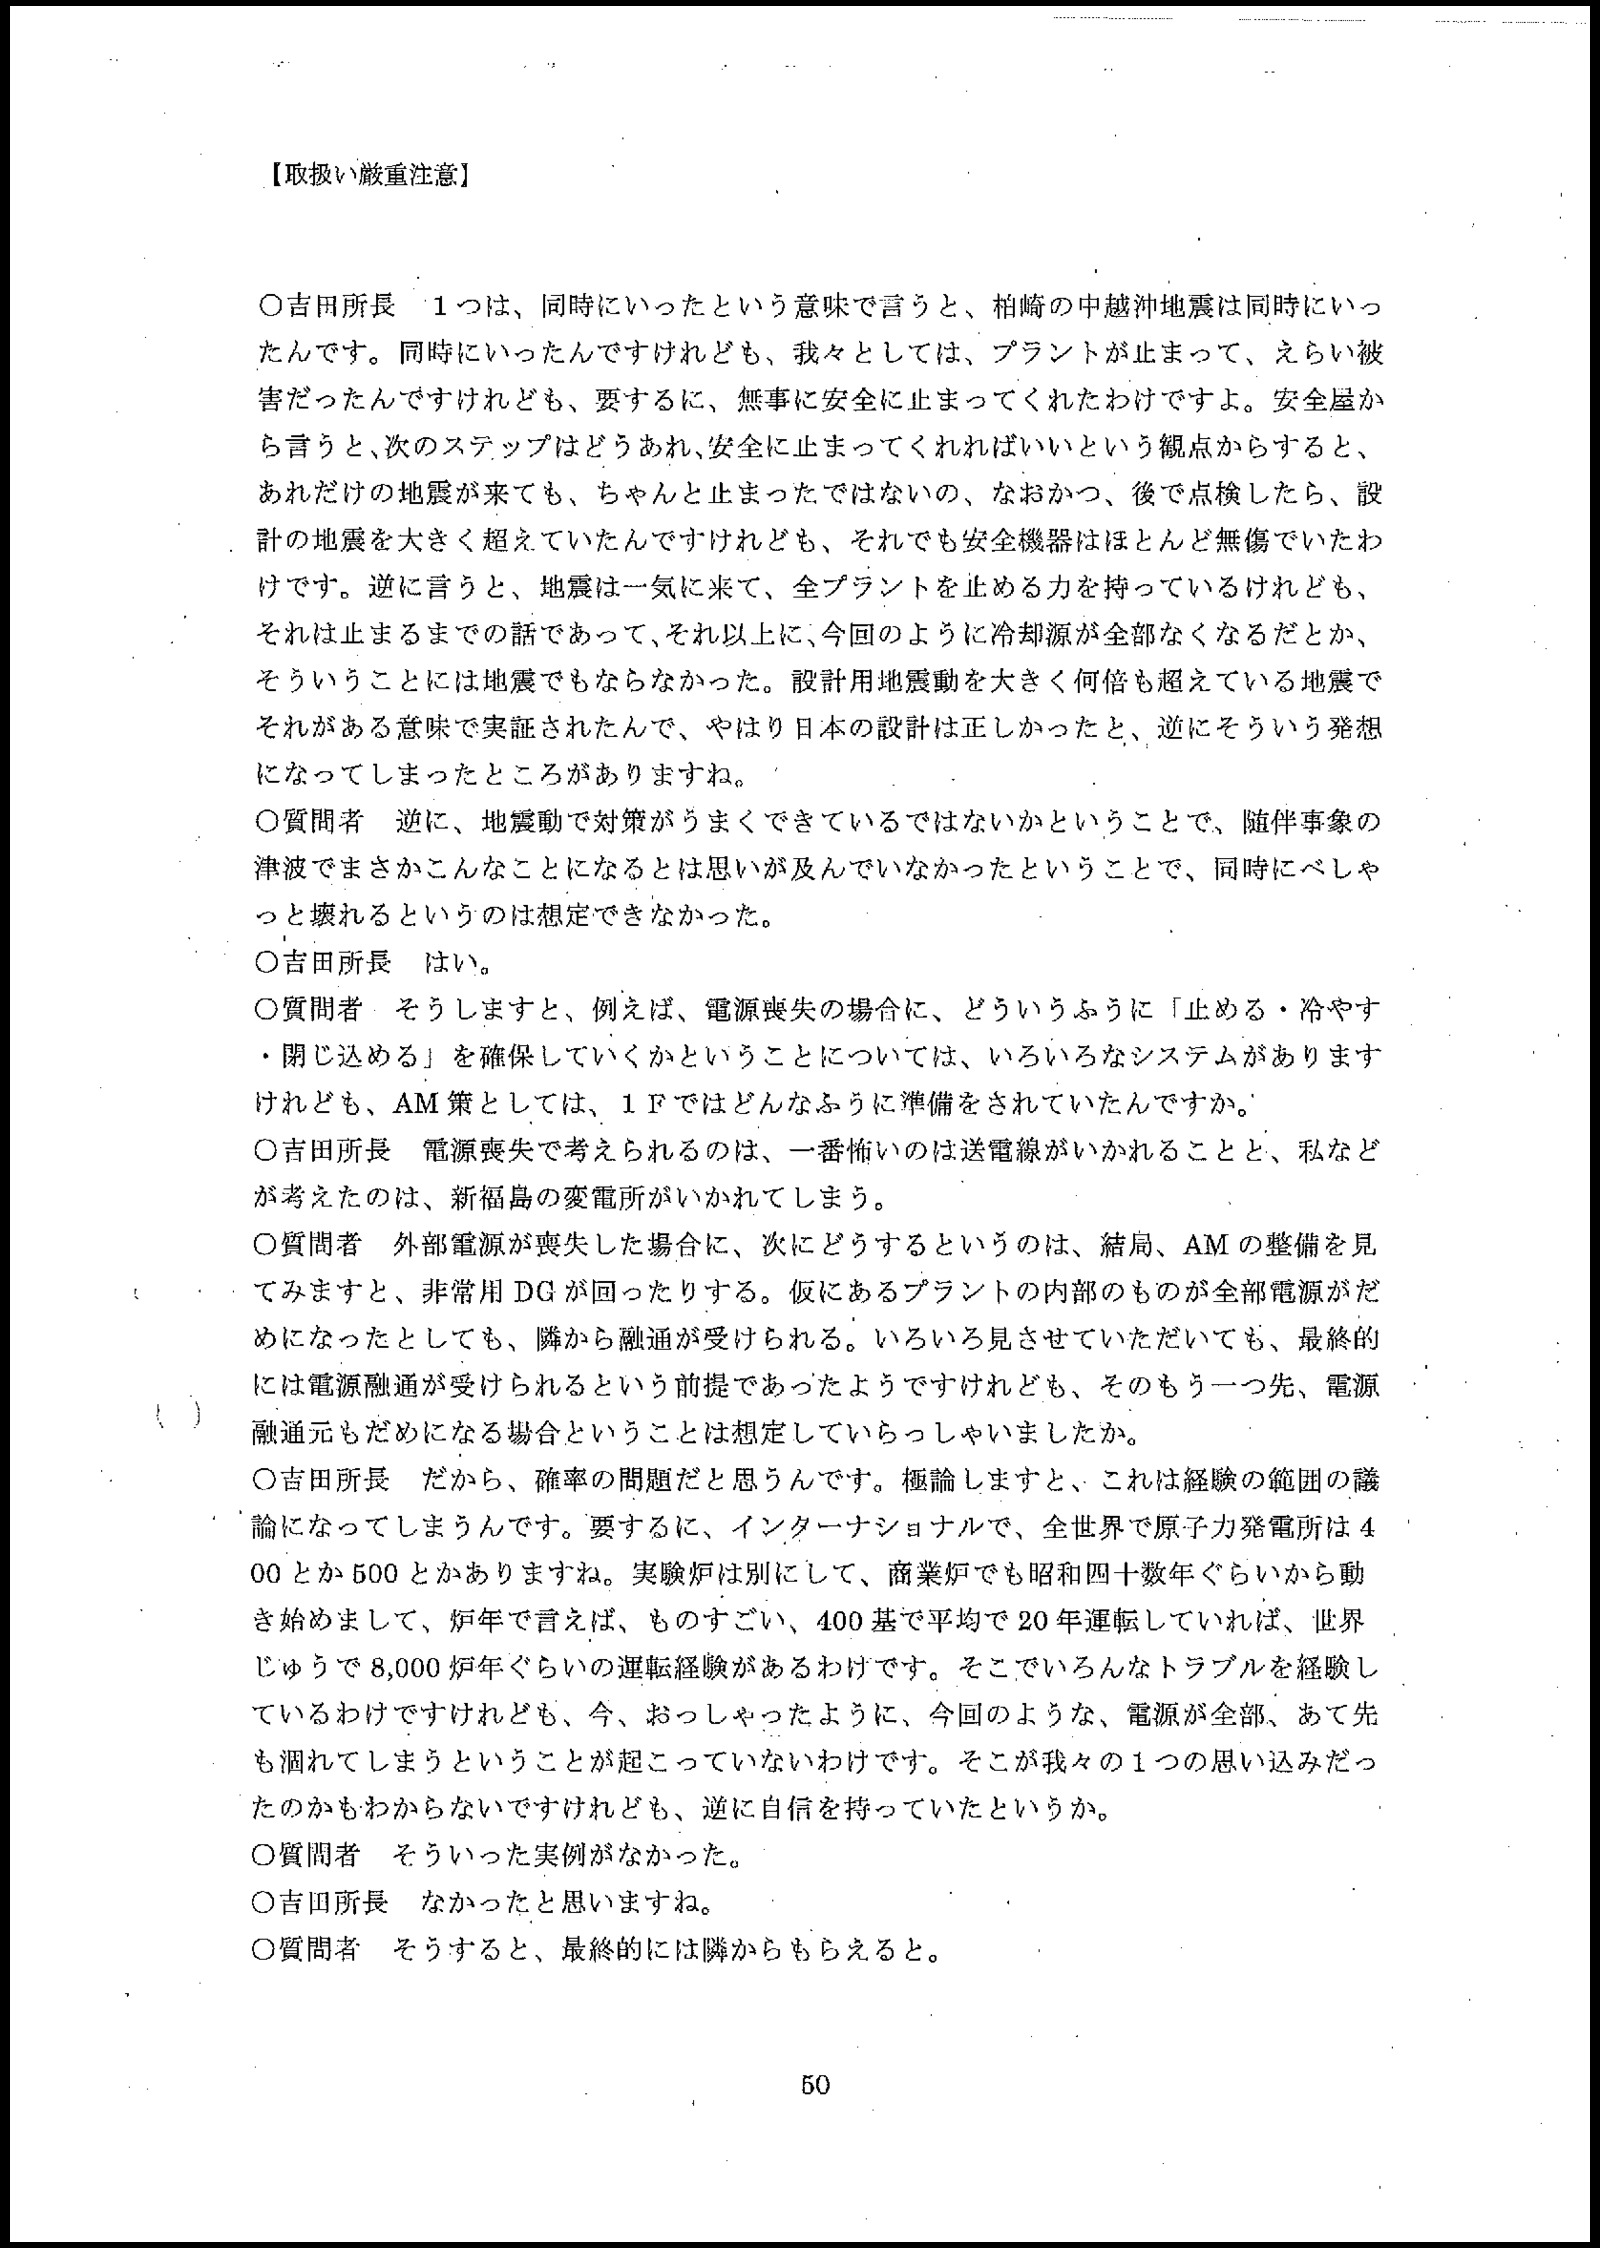 【取扱い厳重注意】
○吉田所長　1つは、同時にいったという意味で言うと、柏崎の中越沖地震は同時にいっ
たんです。同時にいったんですけれども、我々としては、プラントが止まって、えらい被
害だったんですけれども、要するに、無事に安全に止まってくれたわけですよ。安全屋か
ら言うと、次のステップはどうあれ、安全に止まってくれればいいという観点からすると、
あれだけの地震が来ても、ちゃんと止まったではないの、なおかつ、後で点検したら、設
計の地震を大きく超えていたんですけれども、それでも安全機器はほとんど無傷でいたわ
けです。逆に言うと、地震は一気に来て、全プラントを止める力を持っているけれども、
それは止まるまでの話であって、それ以上に、今回のように冷却源が全部なくなるだとか、
そういうことには地震でもならなかった。設計用地震動を大きく何倍も超えている地震で
それがある意味で実証されたんで、やはり日本の設計は正しかったと、逆にそういう発想
になってしまったところがありますね。
○質問者　逆に、地震動で対策がうまくできているではないかということで、随伴事象の
津波でまさかこんなことになるとは思いが及んでいなかったということで、同時にべしゃ
っと壊れるというのは想定できなかった。
○吉田所長　はい。
○質問者　そうしますと、例えば、電源喪失の場合に、どういうふうに「止める・冷やす
・閉じ込める」を確保していくかということについては、いろいろなシステムがあります
けれども、AM 策としては、1Fではどんなふうに準備をされていたんですか。
○吉田所長　電源喪失で考えられるのは、一番怖いのは送電線がいかれることと、私など
が考えたのは、新福島の変電所がいかれてしまう。
○質問者　外部電源が喪失した場合に、次にどうするというのは、結局、AM の整備を見
てみますと、非常用 DG が回ったりする。仮にあるプラントの内部のものが全部電源がだ
めになったとしても、隣から融通が受けられる。いろいろ見させていただいても、最終的
には電源融通が受けられるという前提であったようですけれども、そのもう一つ先、電源
融通元もだめになる場合ということは想定していらっしゃいましたか。
○吉田所長　だから、確率の問題だと思うんです。極論しますと、これは経験の範囲の議
論になってしまうんです。要するに、インターナショナルで、全世界で原子力発電所は 4
00 とか 500 とかありますね。実験炉は別にして、商業炉でも昭和四十数年ぐらいから動
き始めまして、炉年で言えば、ものすごい、400 基で平均で 20 年運転していれば、世界
じゅうで 8,000 炉年ぐらいの運転経験があるわけです。そこでいろんなトラブルを経験し
ているわけですけれども、今、おっしゃったように、今回のような、電源が全部、あて先
も涸れてしまうということが起こっていないわけです。そこが我々の1つの思い込みだっ
たのかもわからないですけれども、逆に自信を持っていたというか。
○質問者　そういった実例がなかった。
○吉田所長　なかったと思いますね。
○質問者　そうすると、最終的には隣からもらえると。
50